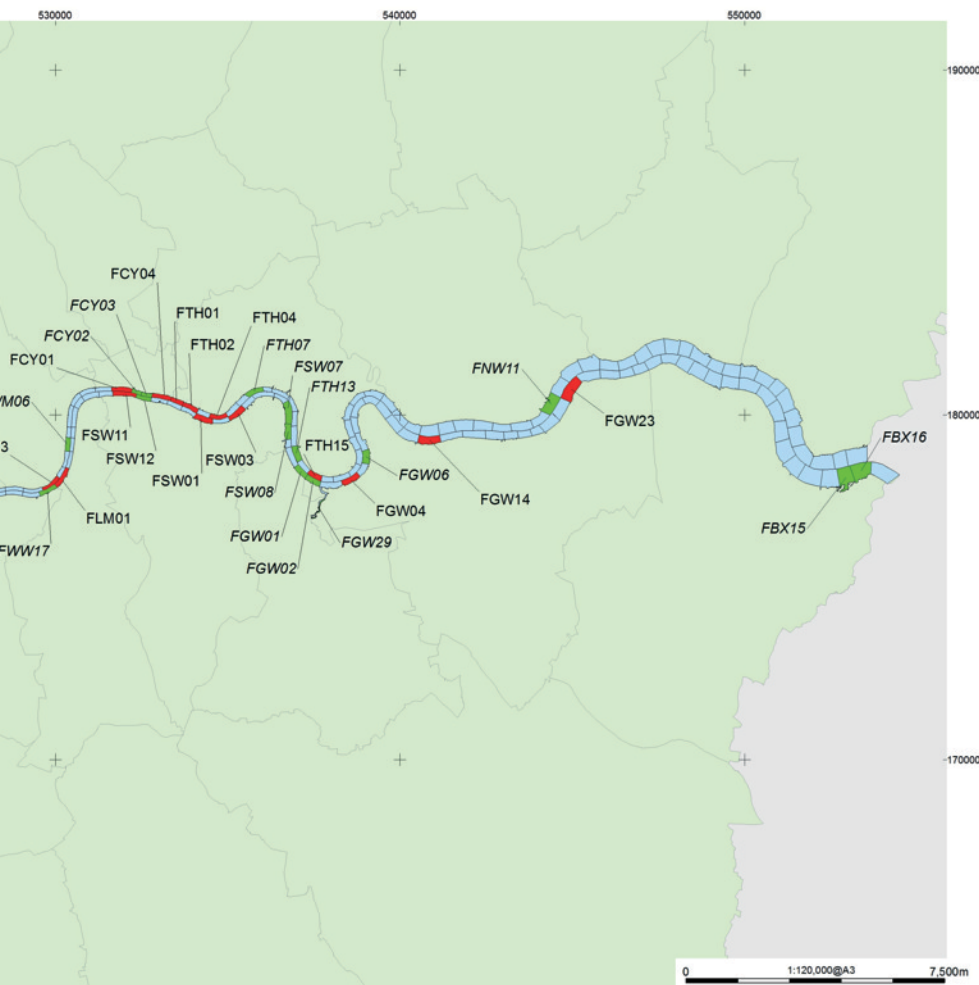 530000
540000
550000
190000
FCY04
FCY03
FTH01
FTH04
FCY02
FTH02
FTH07
FCY01
FSW07
FNW11
FTH13
M06
180000
FSW11
FGW23
3
FSW12
FSW03
FTH15
FBX16
FSW01
FGW06
FSW08
FGW14
FLM01
FGW04
FBX15
FGW01
FWW17
FGW29
FGW02
170000
0 1:120,000@A3 7,500m